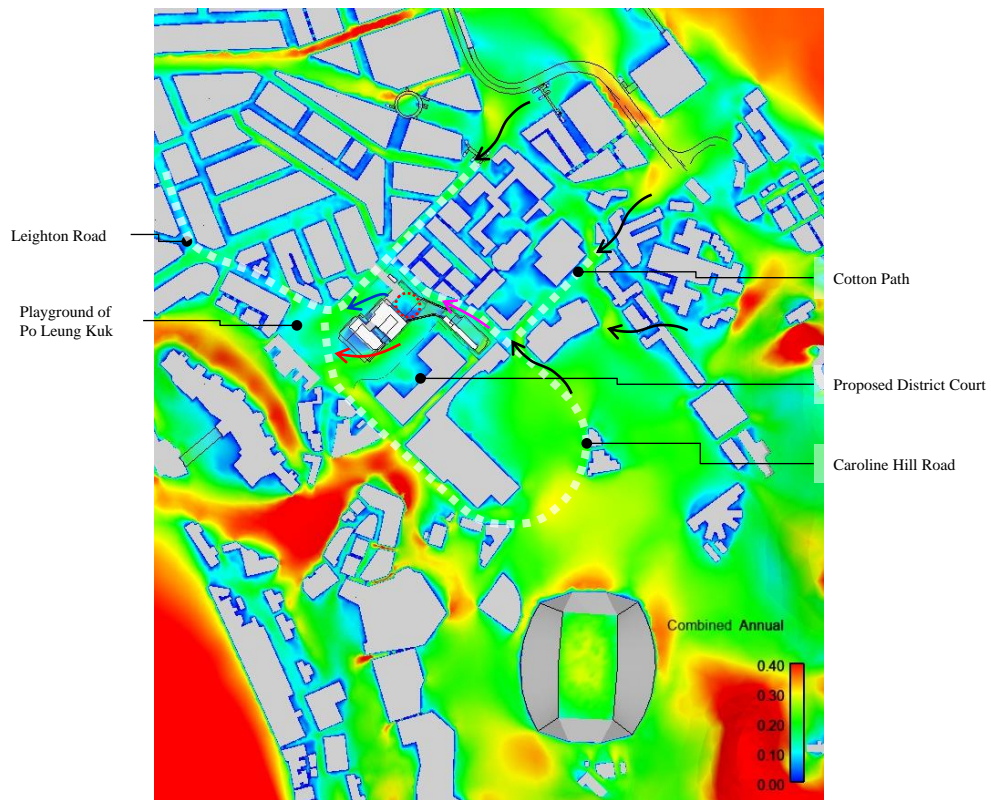 Leighton Road
Playground of
Po Leung Kuk
Cotton Path
Proposed District Court
Caroline Hill Road
Combined Annual
0.40
0.30
0.20
0.10
0.00